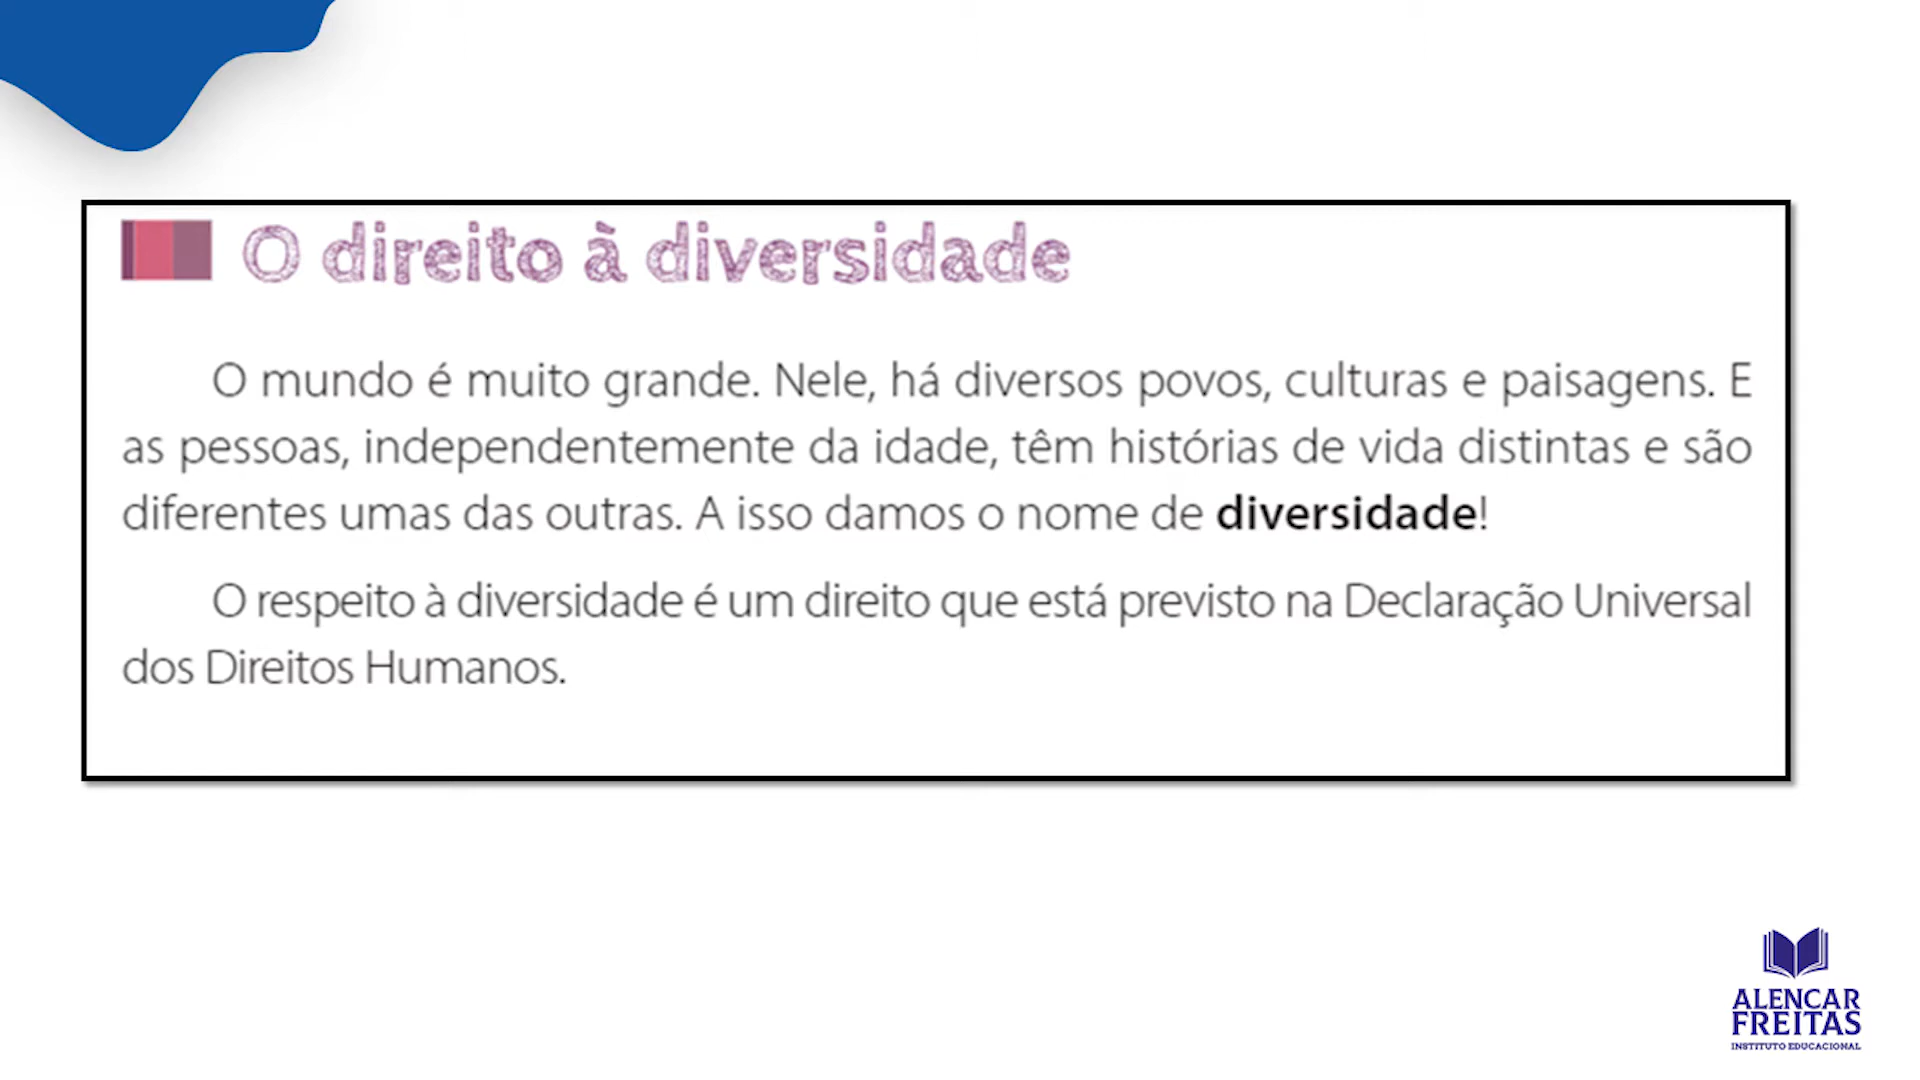 O direito à diversidade
O mundo é muito grande. Nele, há diversos povos, culturas e paisagens. E
as pessoas, independentemente da idade, têm histórias de vida distintas e são
diferentes umas das outras. A isso damos o nome de diversidade!
O respeito à diversidade é um direito que está previsto na Declaração Universal
dos Direitos Humanos.
ALENCAR
FREITAS
INSTITUTO EDUCACIONAL